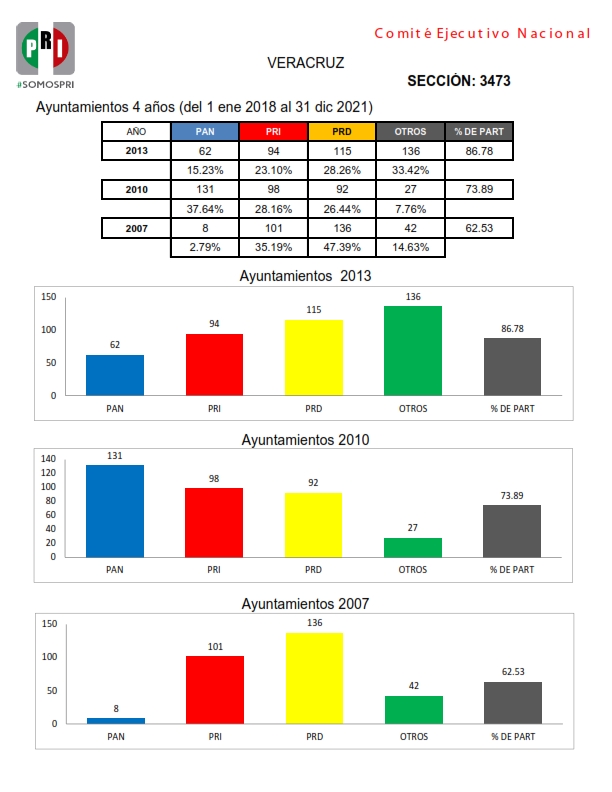 Comité Ejecutivo Nacional
PRI
#SOMOSPRI
VERACRUZ
SECCIÓN: 3473
Ayuntamientos 4 años (del 1 ene 2018 al 31 dic 2021)
AÑO PAN PRI PRD OTROS % DE PART
2013 62 94 115 136 86.78
15.23% 23.10% 28.26% 33.42%
2010 131 98 92 27 73.89
37.64% 28.16% 26.44% 7.76%
2007 8 101 136 42 62.53
2.79% 35.19% 47.39% 14.63%
Ayuntamientos 2013
150
100
50
0
62 94 115 136 86.78
PAN PRI PRD OTROS % DE PART
Ayuntamientos 2010
140
120
100
80
60
40
20
0
131 98 92 27 73.89
PAN PRI PRD OTROS % DE PART
Ayuntamientos 2007
150
100
50
0
8 101 136 42 62.53
PAN PRI PRD OTROS % DE PART